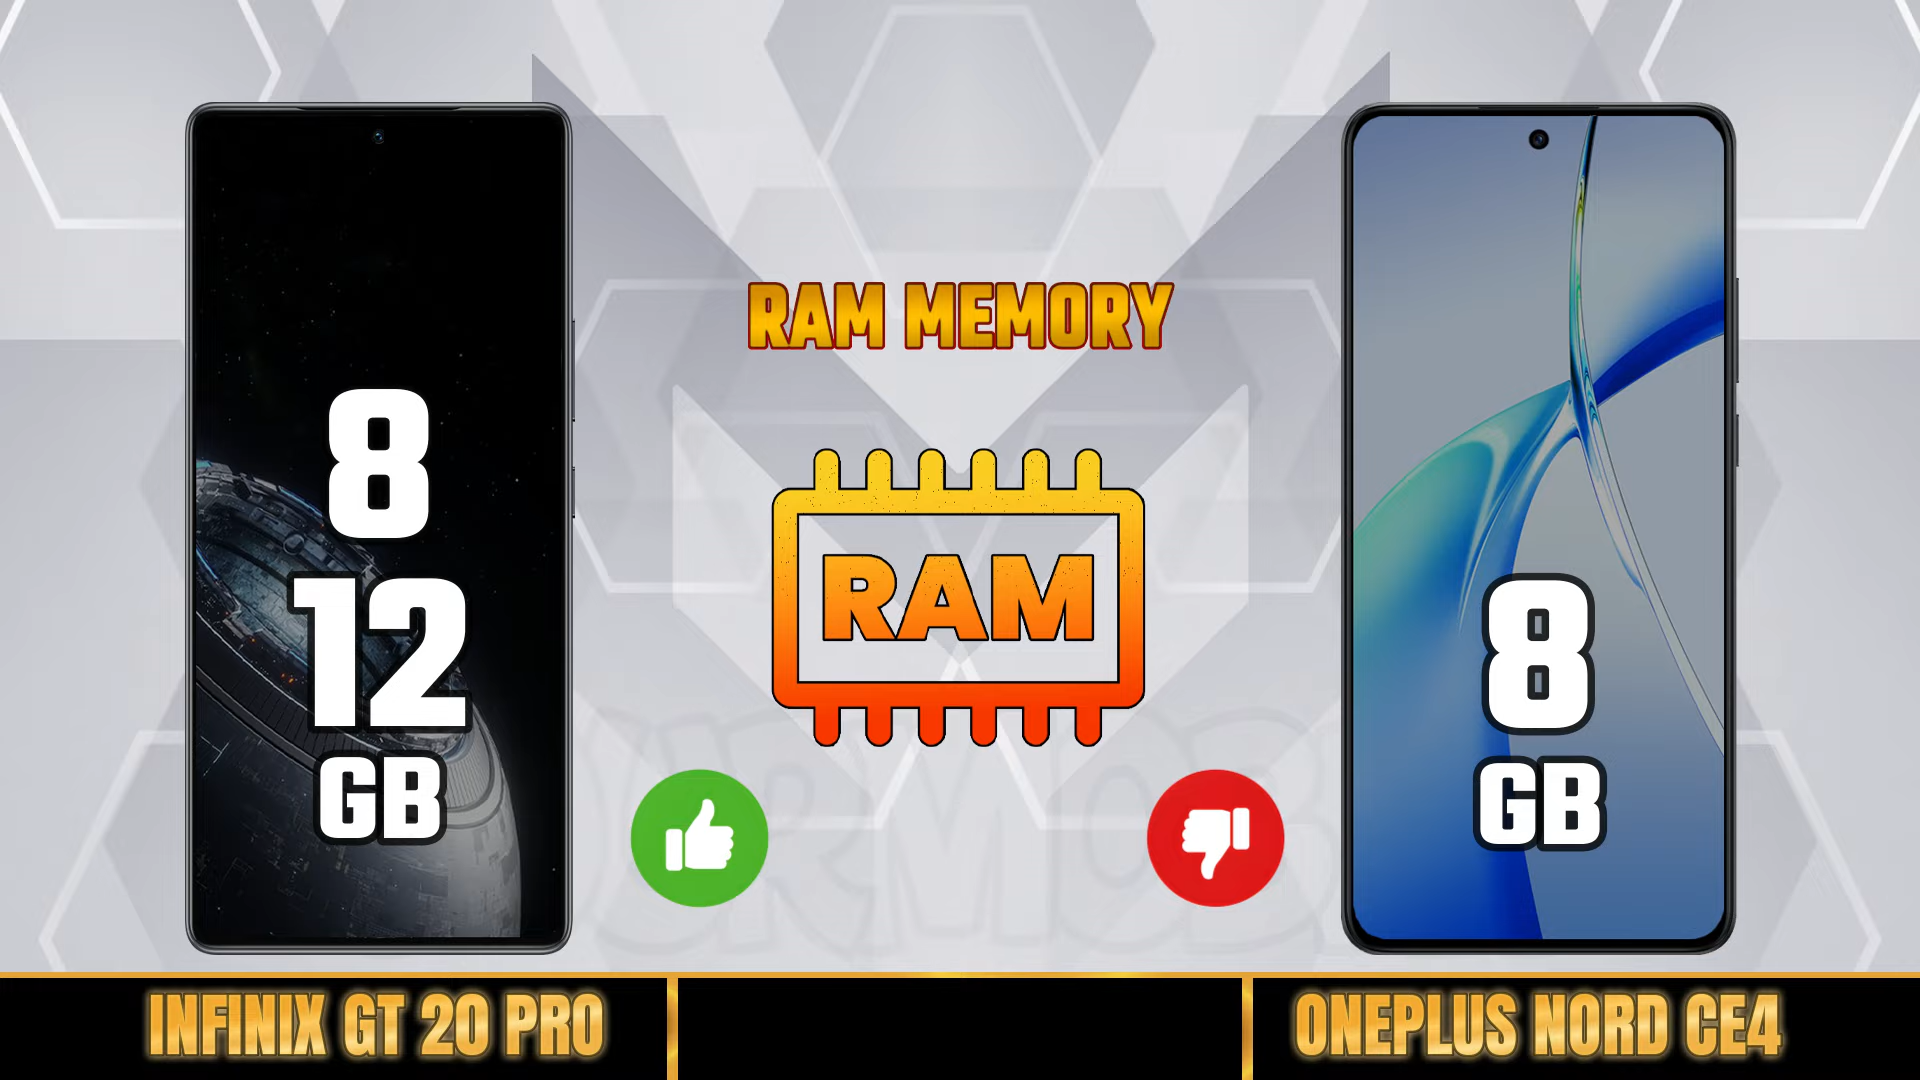 RAM MEMORY
8
12
GB
RAM
8
GB
INFINIX GT 20 PRO
ONEPLUS NORD CE4